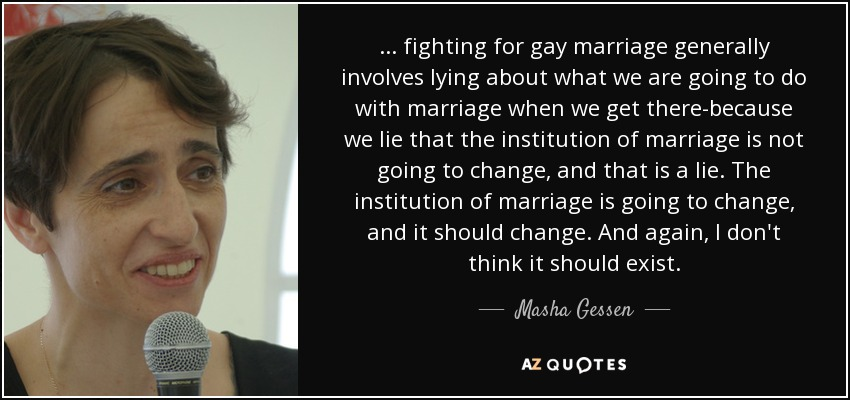 ... fighting for gay marriage generally
involves lying about what we are going to do
with marriage when we get there-because
we lie that the institution of marriage is not
going to change, and that is a lie. The
institution of marriage is going to change,
and it should change. And again, I don't
think it should exist.
Masha Gessen
AZ QUOTES